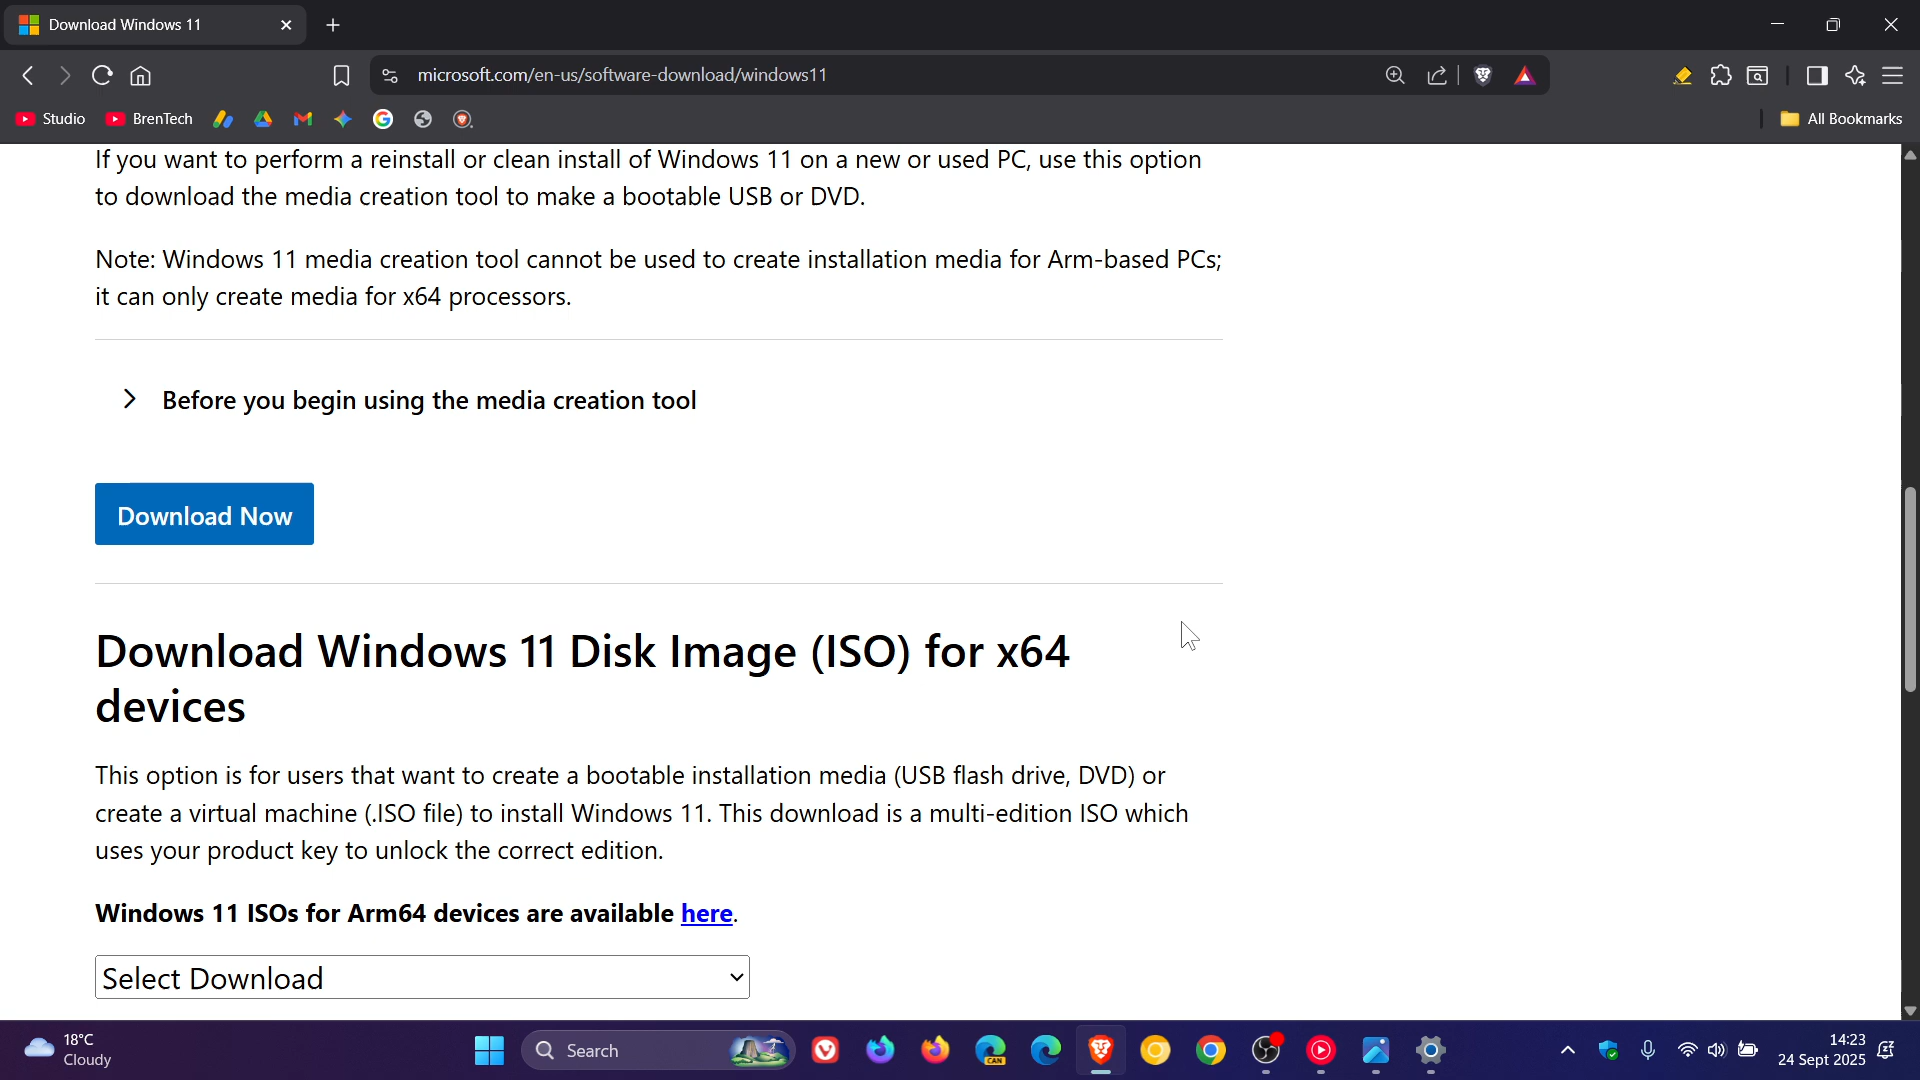 Download Windows 11
microsoft.com/en-us/software-download/windows11
Studio
BrenTech
All Bookmarks
If you want to perform a reinstall or clean install of Windows 11 on a new or used PC, use this option
to download the media creation tool to make a bootable USB or DVD.
Note: Windows 11 media creation tool cannot be used to create installation media for Arm-based PCs;
it can only create media for x64 processors.
Before you begin using the media creation tool
Download Now
Download Windows 11 Disk Image (ISO) for x64
devices
This option is for users that want to create a bootable installation media (USB flash drive, DVD) or
create a virtual machine (.ISO file) to install Windows 11. This download is a multi-edition ISO which
uses your product key to unlock the correct edition.
Windows 11 ISOs for Arm64 devices are available here.
Select Download
18°C
Cloudy
Search
CAN
14:23
24 Sept 2025